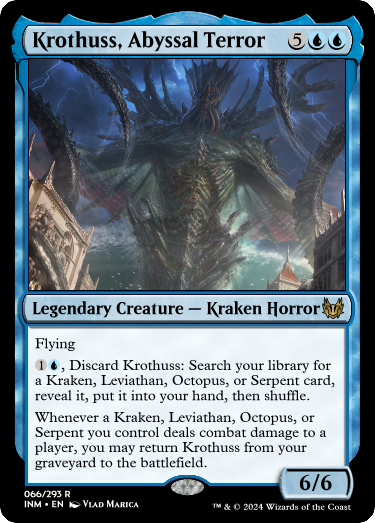 Krothuss, Abyssal Terror 5
Legendary Creature — Kraken Horror
Flying
1, Discard Krothuss: Search your library for
a Kraken, Leviathan, Octopus, or Serpent card,
reveal it, put it into your hand, then shuffle.
Whenever a Kraken, Leviathan, Octopus, or
Serpent you control deals combat damage to a
player, you may return Krothuss from your
graveyard to the battlefield.
6/6
066/293 R
INM • EN Vlad Marica
™ & © 2024 Wizards of the Coast